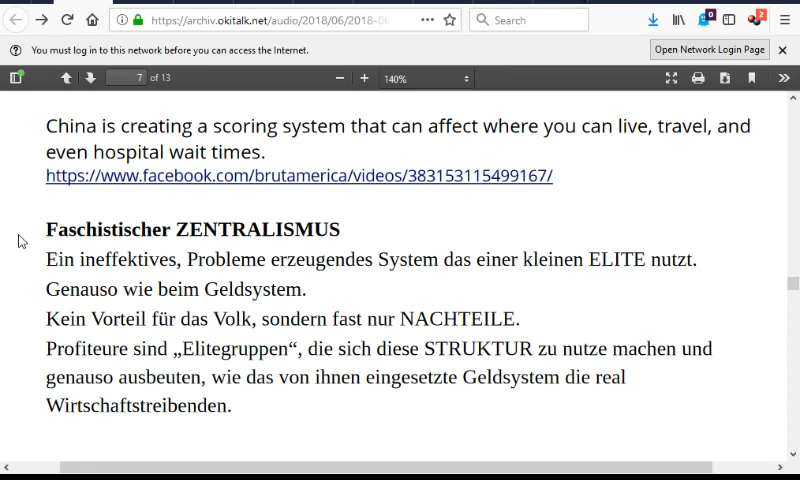 https://archiv.okitalk.net/audio/2018/06/2018-06
Search
0
2
You must log in to this network before you can access the Internet.
Open Network Login Page
7 of 13
140%
China is creating a scoring system that can affect where you can live, travel, and
even hospital wait times.
https://www.facebook.com/brutamerica/videos/383153115499167/
Faschistischer ZENTRALISMUS
Ein ineffektives, Probleme erzeugendes System das einer kleinen ELITE nutzt.
Genauso wie beim Geldsystem.
Kein Vorteil für das Volk, sondern fast nur NACHTEILE.
Profiteure sind „Elitegruppen“, die sich diese STRUKTUR zu nutze machen und
genauso ausbeuten, wie das von ihnen eingesetzte Geldsystem die real
Wirtschaftstreibenden.